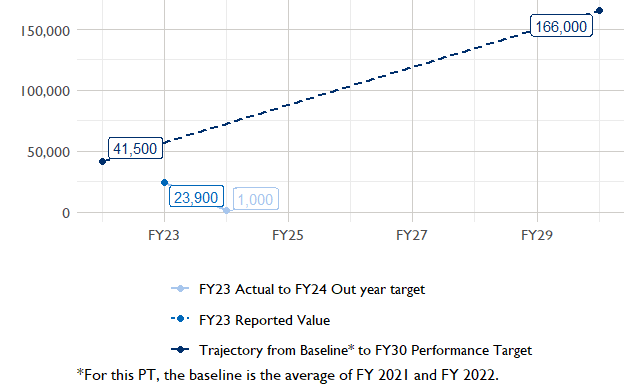 150,000
166,000
100,000
41,500
50,000
23,900
1,000
0
FY23 FY25 FY27 FY29
FY23 Actual to FY24 Out year target
FY23 Reported Value
Trajectory from Baseline* to FY30 Performance Target
*For this PT, the baseline is the average of FY 2021 and FY 2022.